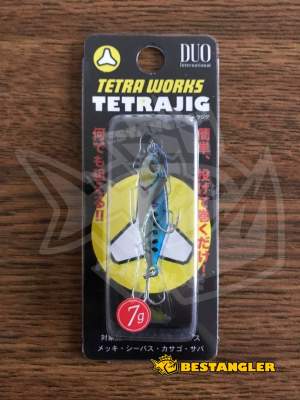 DUO
International
TETRA WORKS
TETRAJIG
簡単、投げて巻くだけ!
何でも釣れる!!
7g
メッキ・シーバス・カサゴ・サバ
BESTANGLER
BESTANGLER